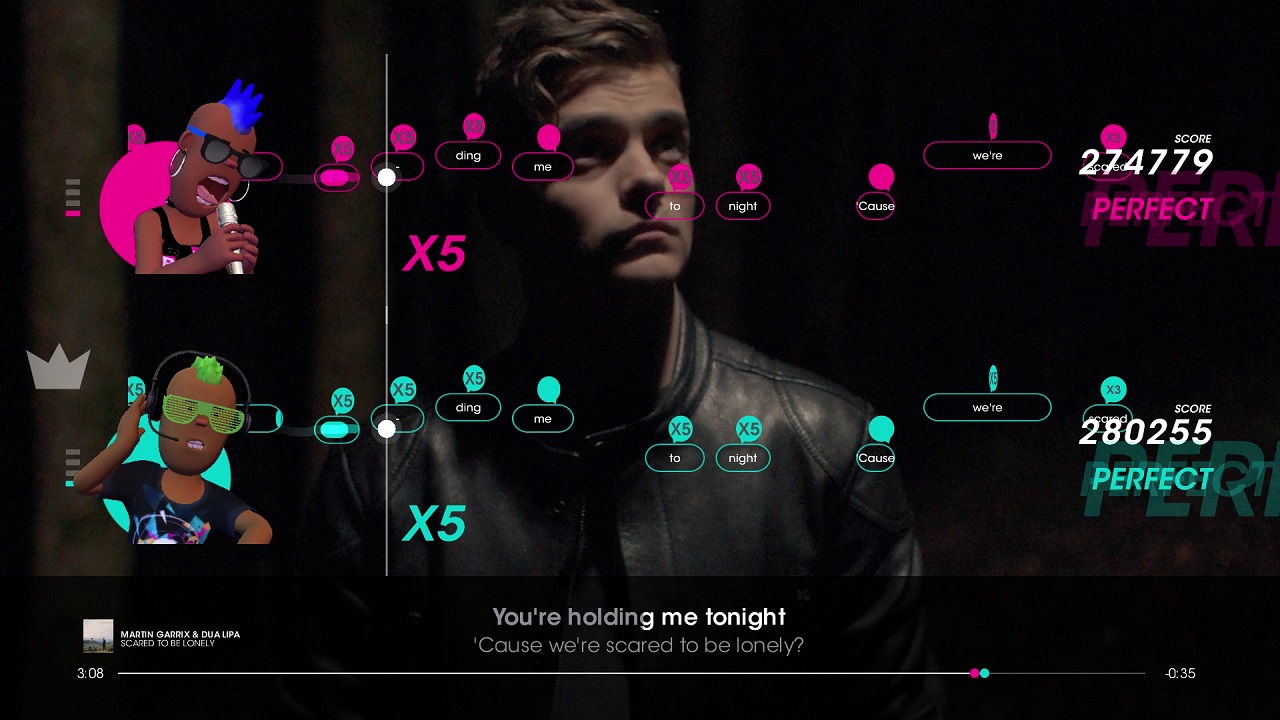 X5
X5
X5
X5
-
ding
me
X5
to
X5
night
'Cause
we're
X3
scared
SCORE
274779
PERFECT
X5
X5
X5
X5
X5
-
ding
me
X5
to
X5
night
'Cause
X5
we're
X3
scared
SCORE
280255
PERFECT
X5
You're holding me tonight
'Cause we're scared to be lonely?
MARTIN GARRIX & DUA LIPA
SCARED TO BE LONELY
3:08
-0:35